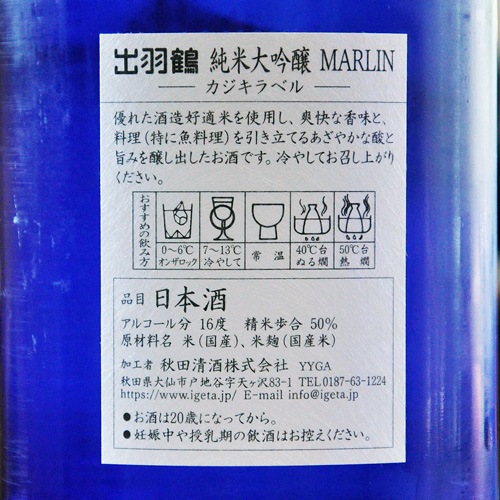 出羽鶴 純米大吟醸 MARLIN
カジキラベル
優れた酒造好適米を使用し、爽快な香味と、
料理(特に魚料理)を引き立てるあざやかな酸と
旨みを醸し出したお酒です。冷やしてお召し上がり
ください。
おすすめの飲み方
0〜6℃ 7〜13℃ 常温 40℃台 50℃台
オンザロック 冷やして ぬる燗 熱燗
品目 日本酒
アルコール分 16度 精米歩合 50%
原材料名 米(国産)、米麹(国産米)
加工者 秋田清酒株式会社 YYGA
秋田県大仙市戸地谷字天ヶ沢83-1 TEL0187-63-1224
https://www.igeta.jp/ E-mail info@igeta.jp
●お酒は20歳になってから。
●妊娠中や授乳期の飲酒はお控えください。